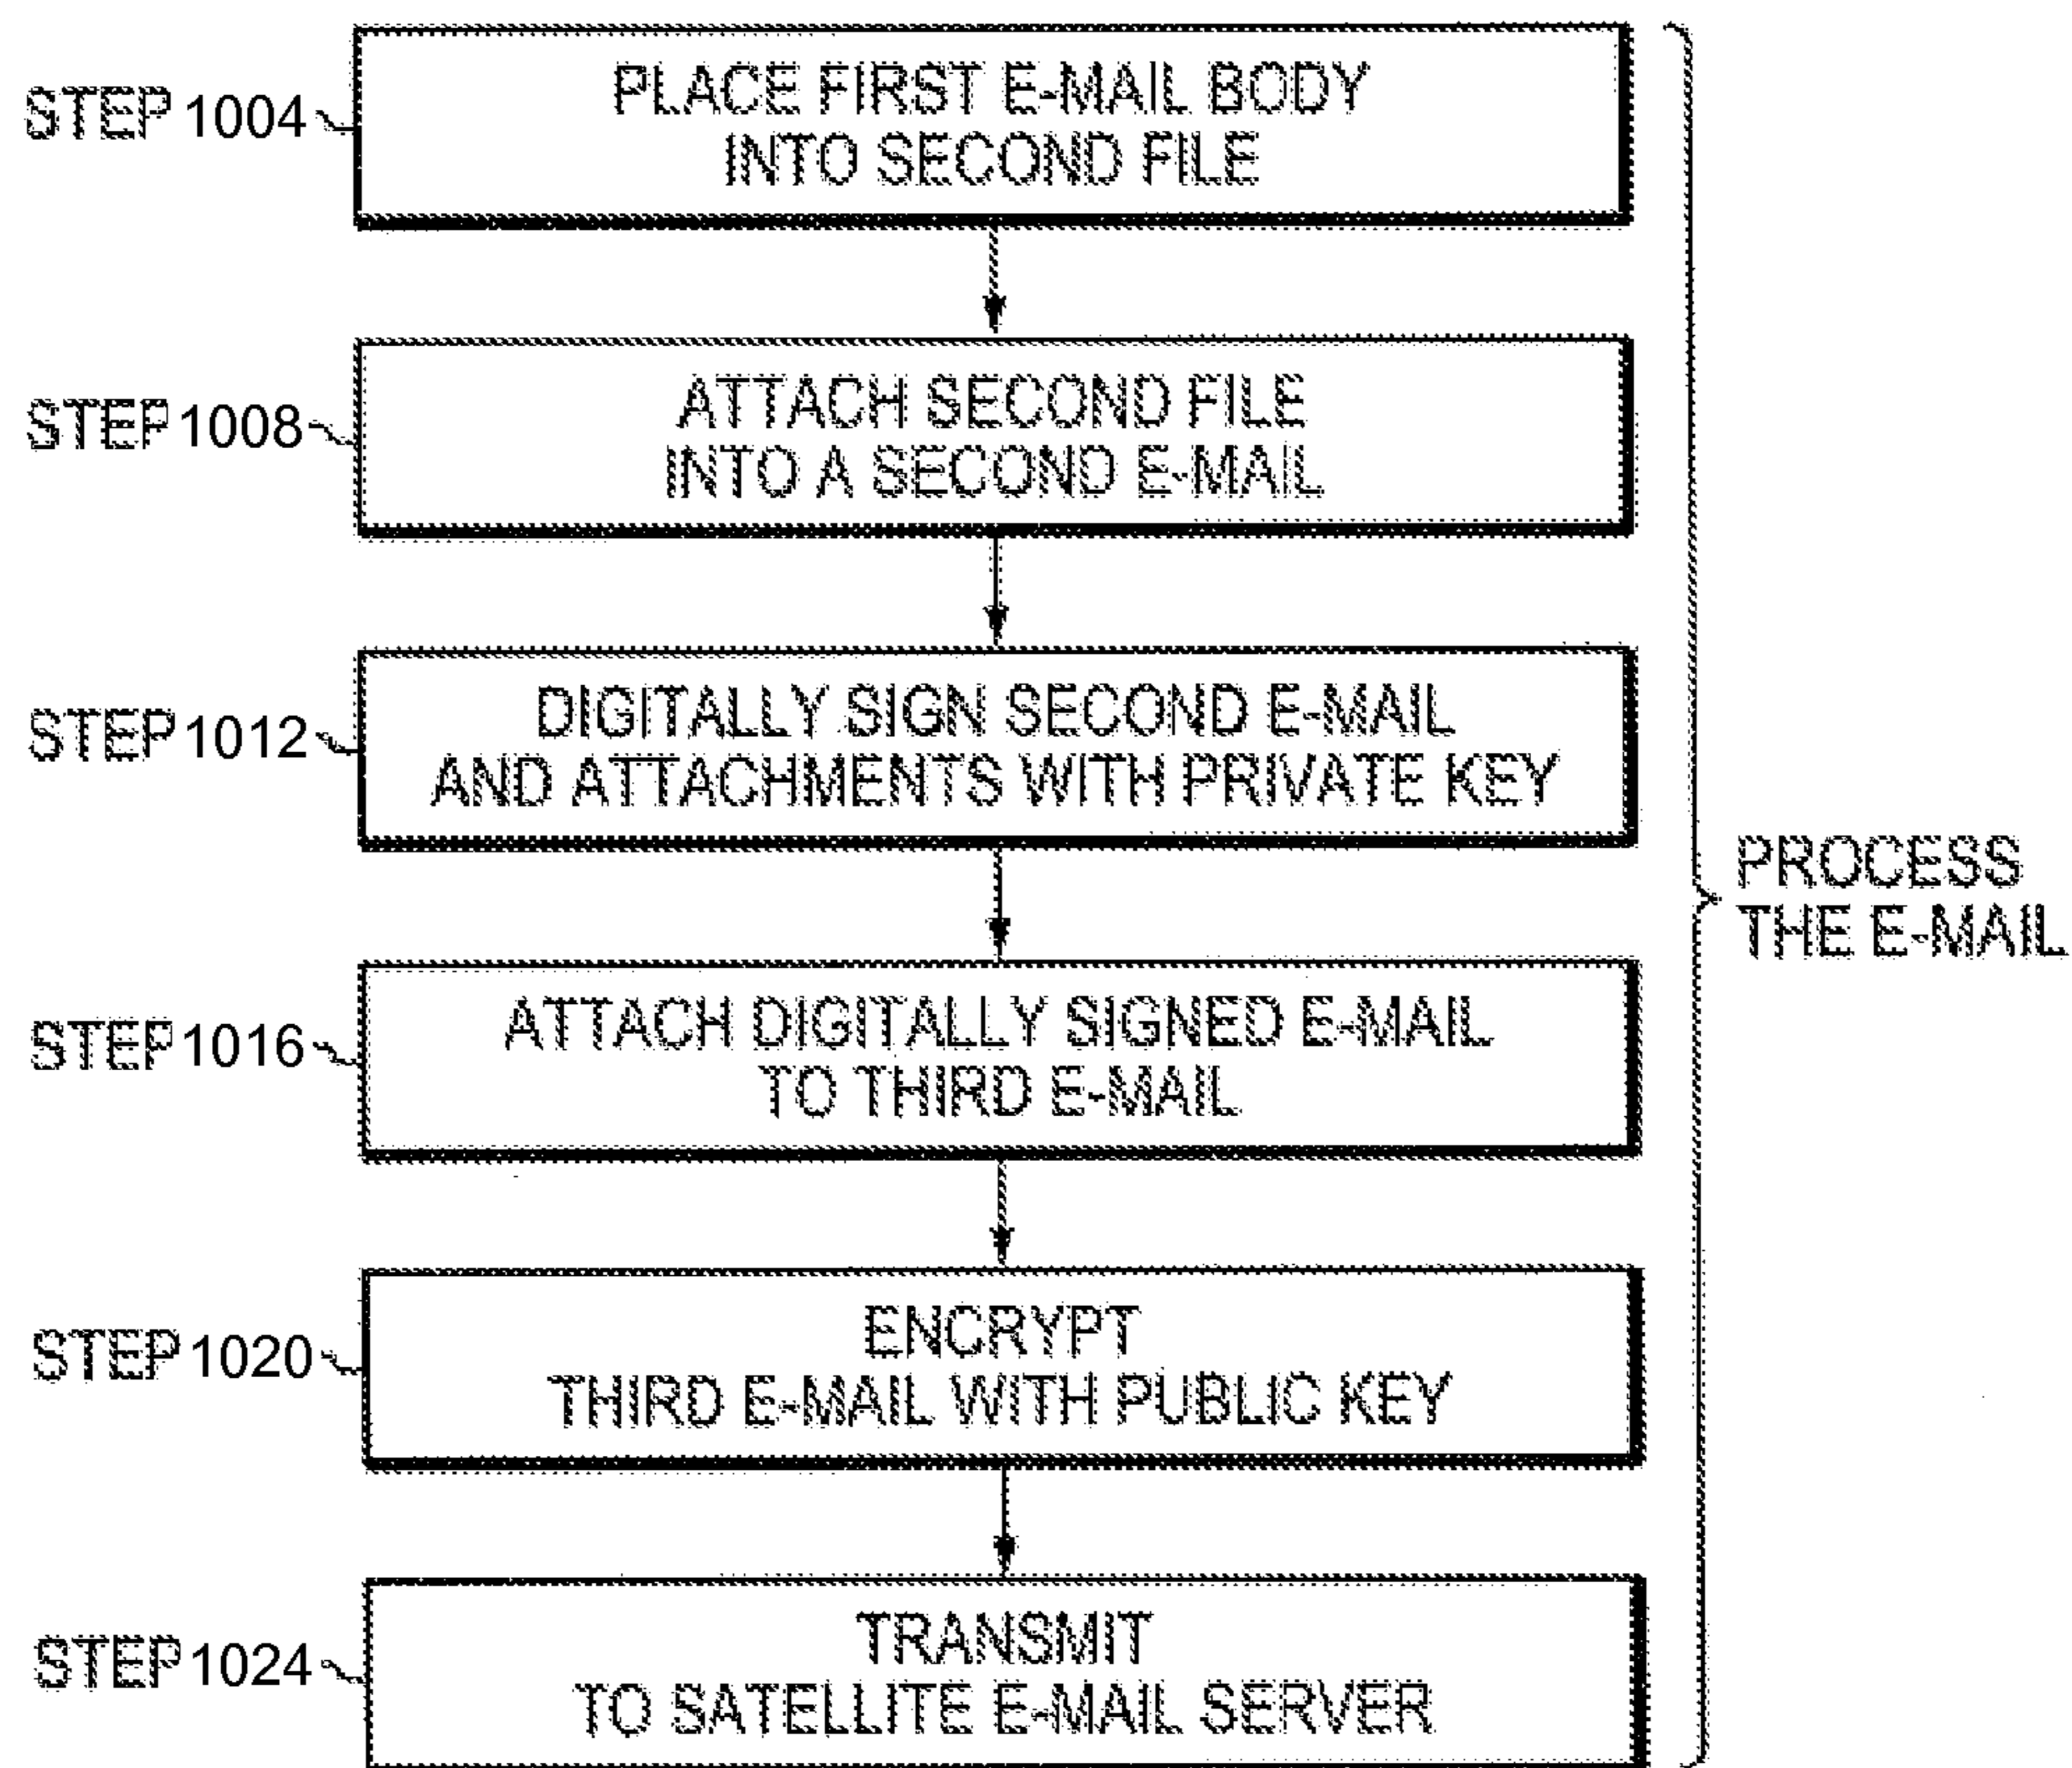 STEP 1004
PLACE FIRST E-MAIL BODY
INTO SECOND FILE
STEP 1008
ATTACH SECOND FILE
INTO A SECOND E-MAIL
STEP 1012
DIGITALLY SIGN SECOND E-MAIL
AND ATTACHMENTS WITH PRIVATE KEY
STEP 1016
ATTACH DIGITALLY SIGNED E-MAIL
TO THIRD E-MAIL
STEP 1020
ENCRYPT
THIRD E-MAIL WITH PUBLIC KEY
STEP 1024
TRANSMIT
TO SATELLITE E-MAIL SERVER
PROCESS
THE E-MAIL